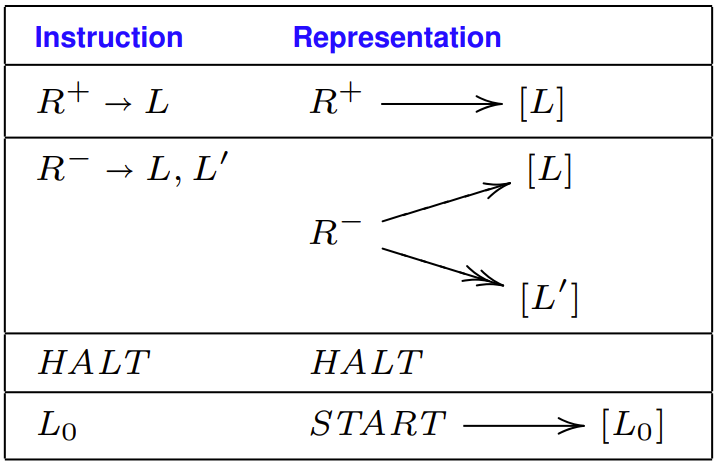 Instruction Representation
R⁺ → L R⁺ ⟶ [L]
R⁻ → L, L′ [L]
R⁻
[L′]
HALT HALT
L₀ START ⟶ [L₀]